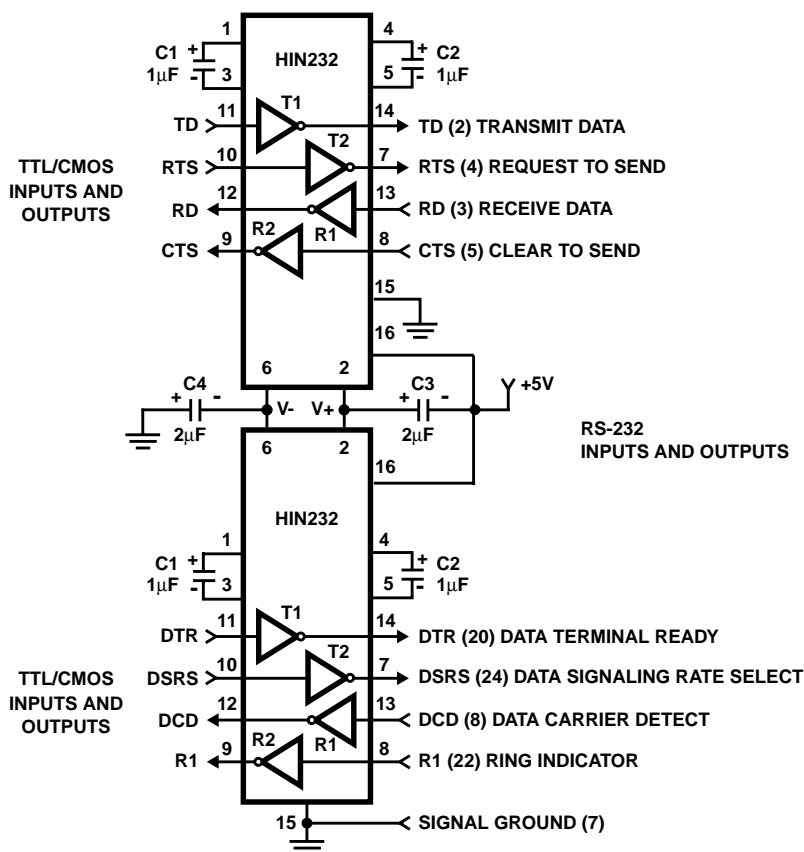 1
4
C1 +
1μF -
3
HIN232
+ C2
- 1μF
5
TTL/CMOS
INPUTS AND
OUTPUTS
TD 11 T1 14 TD (2) TRANSMIT DATA
RTS 10 T2 7 RTS (4) REQUEST TO SEND
RD 12 R1 13 RD (3) RECEIVE DATA
CTS 9 R2 8 CTS (5) CLEAR TO SEND
15
16
6 2
C4
+ -
2μF
V- V+
C3
+ -
2μF
+5V
RS-232
INPUTS AND OUTPUTS
6 2
16
HIN232
1
4
C1 +
1μF -
3
+ C2
- 1μF
5
TTL/CMOS
INPUTS AND
OUTPUTS
DTR 11 T1 14 DTR (20) DATA TERMINAL READY
DSRS 10 T2 7 DSRS (24) DATA SIGNALING RATE SELECT
DCD 12 R1 13 DCD (8) DATA CARRIER DETECT
R1 9 R2 8 R1 (22) RING INDICATOR
15 SIGNAL GROUND (7)